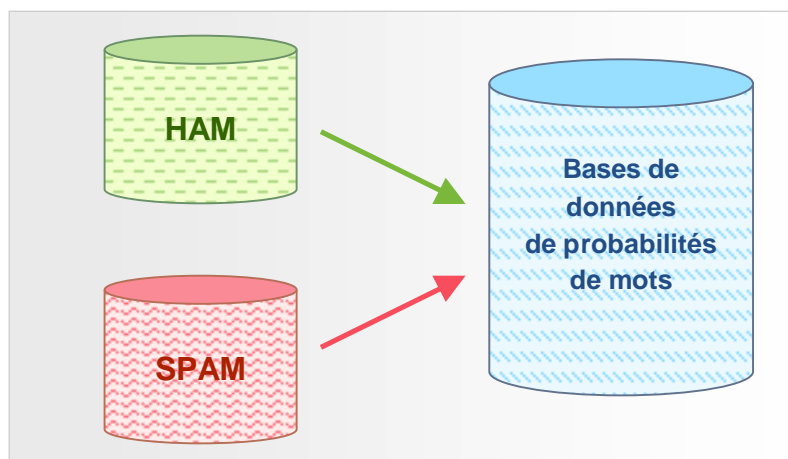 HAM
SPAM
Bases de
données
de probabilités
de mots